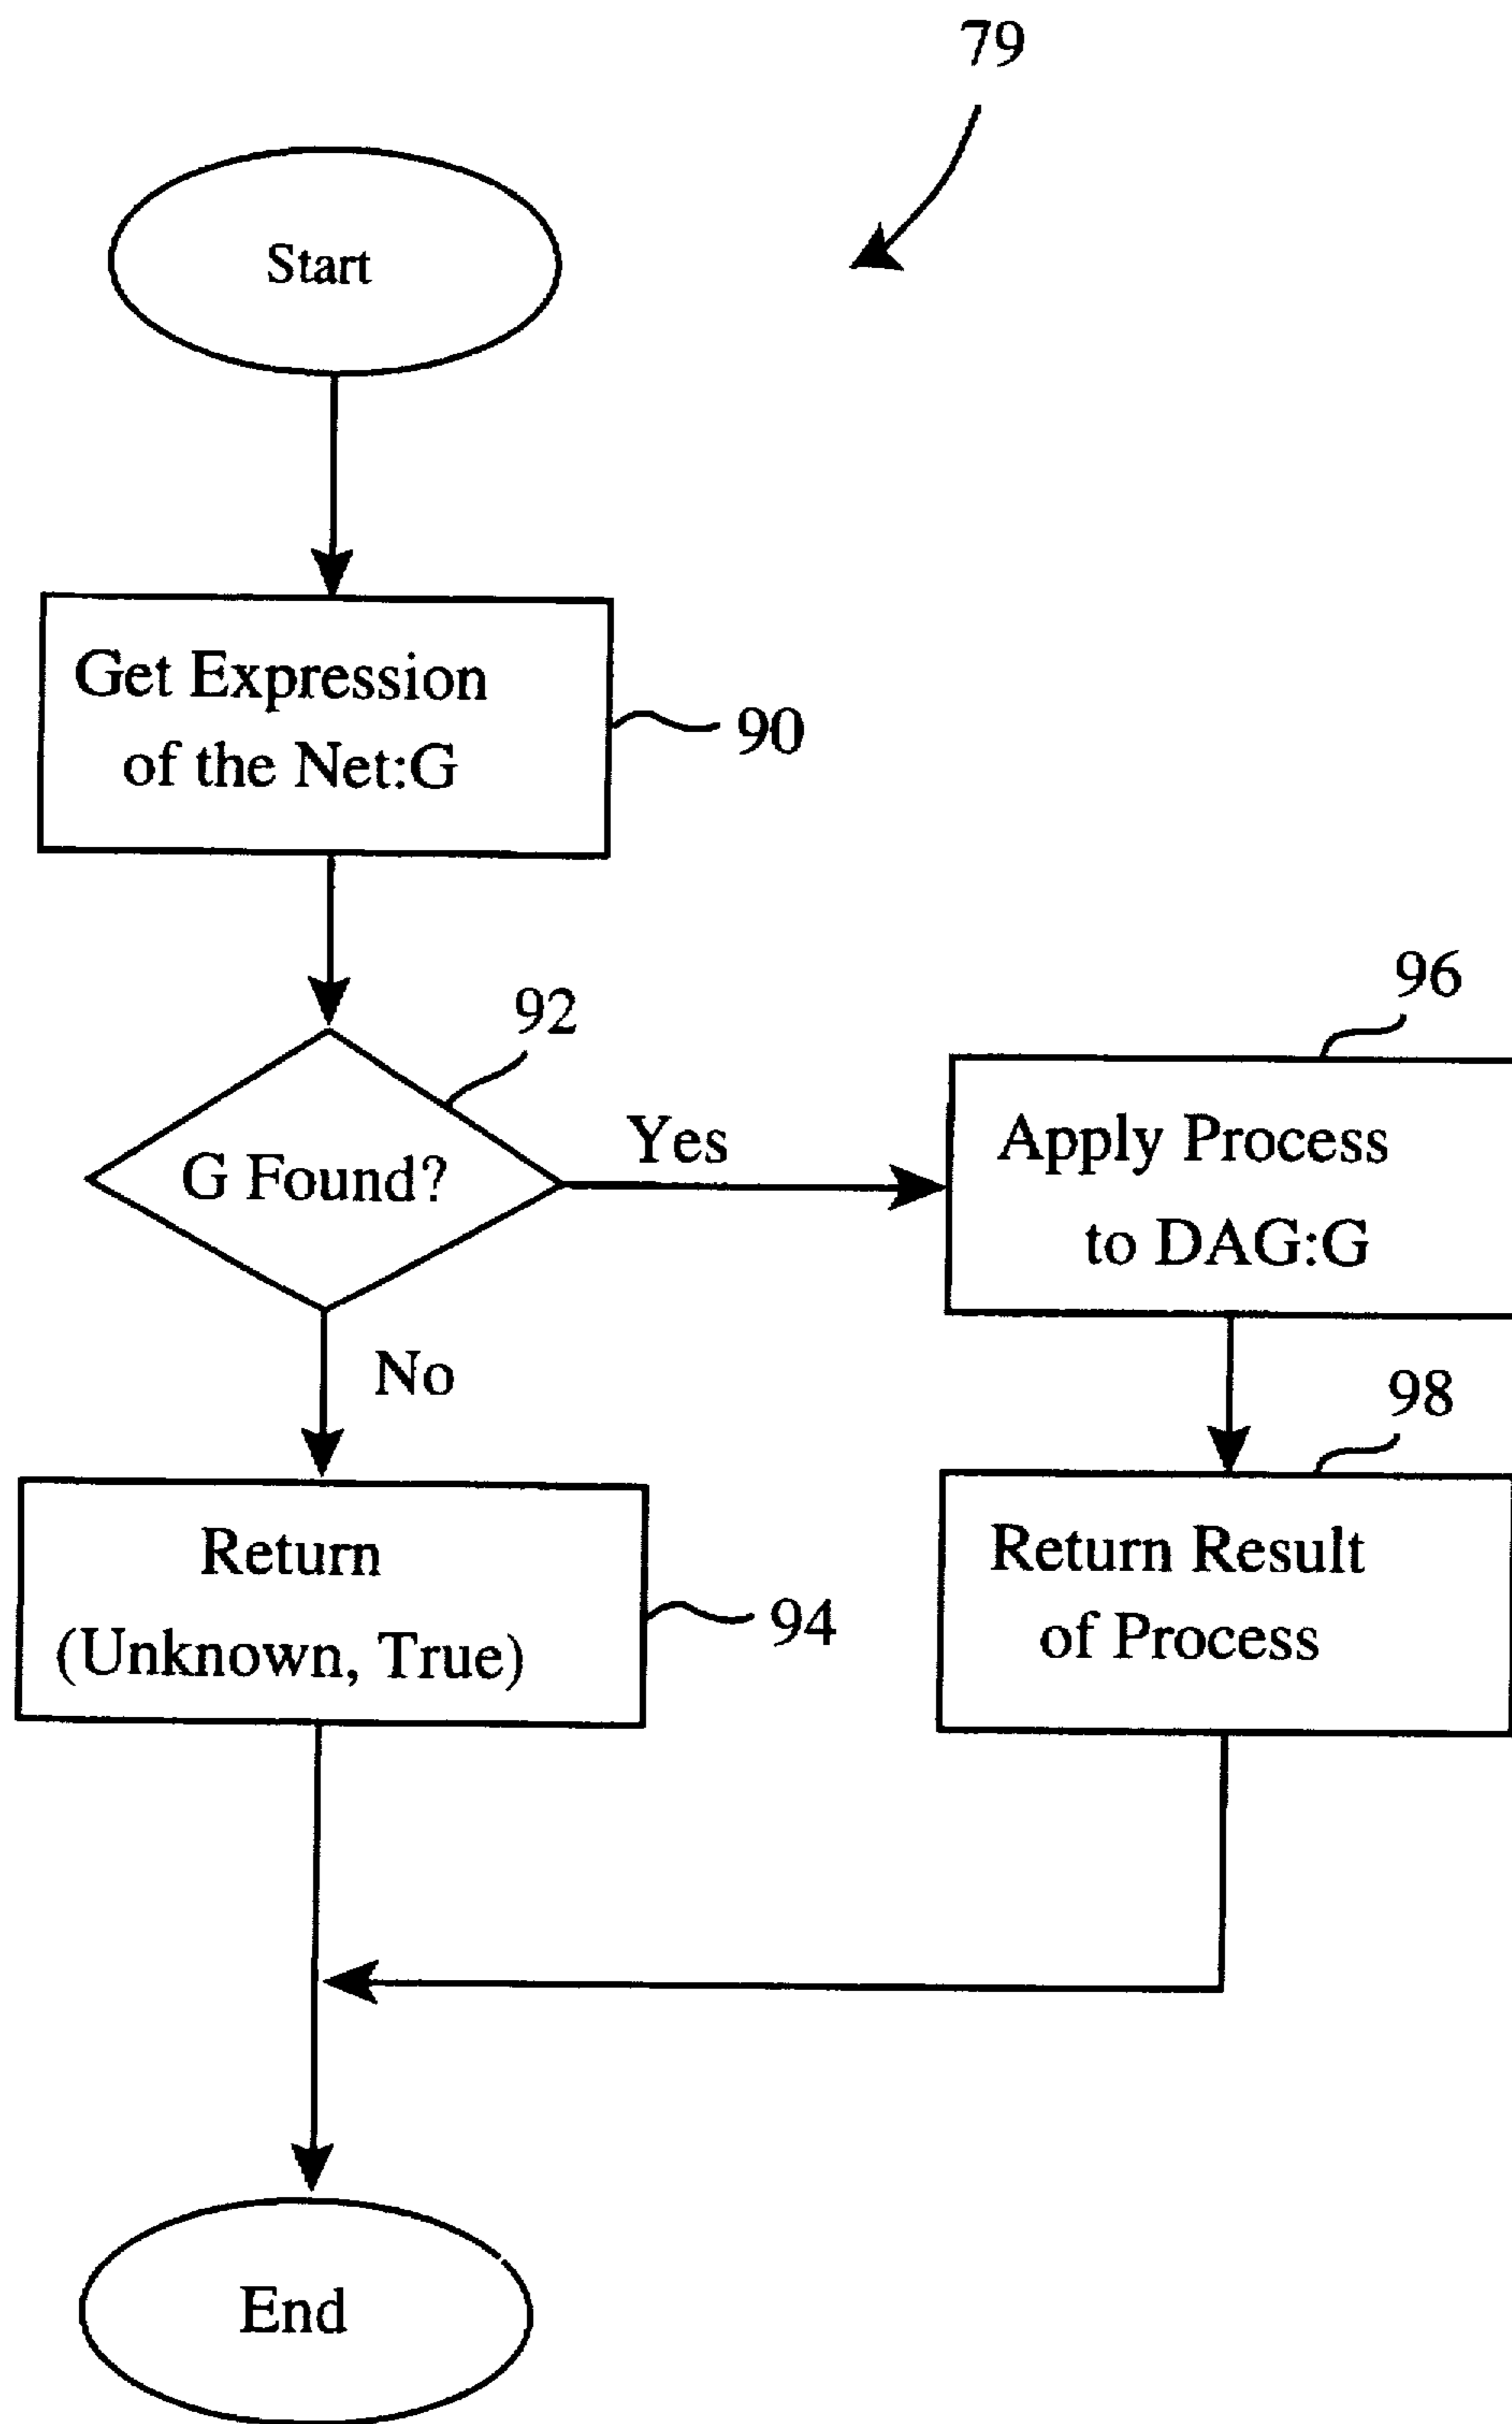 79
Start
Get Expression
of the Net:G
90
92
G Found?
Yes
96
Apply Process
to DAG:G
No
98
Return
(Unknown, True)
94
Return Result
of Process
End